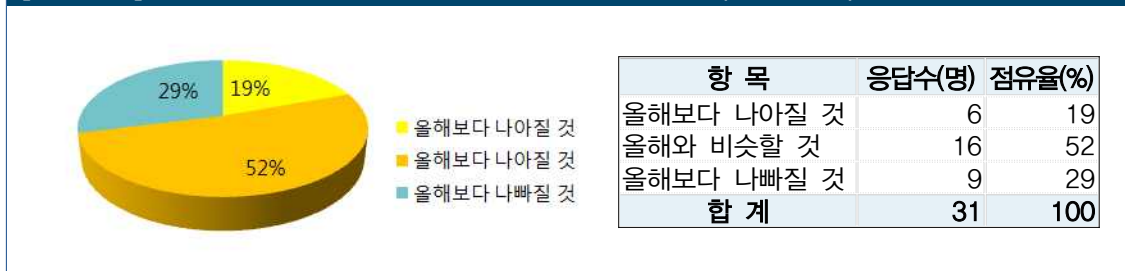 29% 19%
52%
올해보다 나아질 것
올해보다 나아질 것
올해보다 나빠질 것
항 목 응답수(명) 점유율(%)
올해보다 나아질 것 6 19
올해와 비슷할 것 16 52
올해보다 나빠질 것 9 29
합 계 31 100